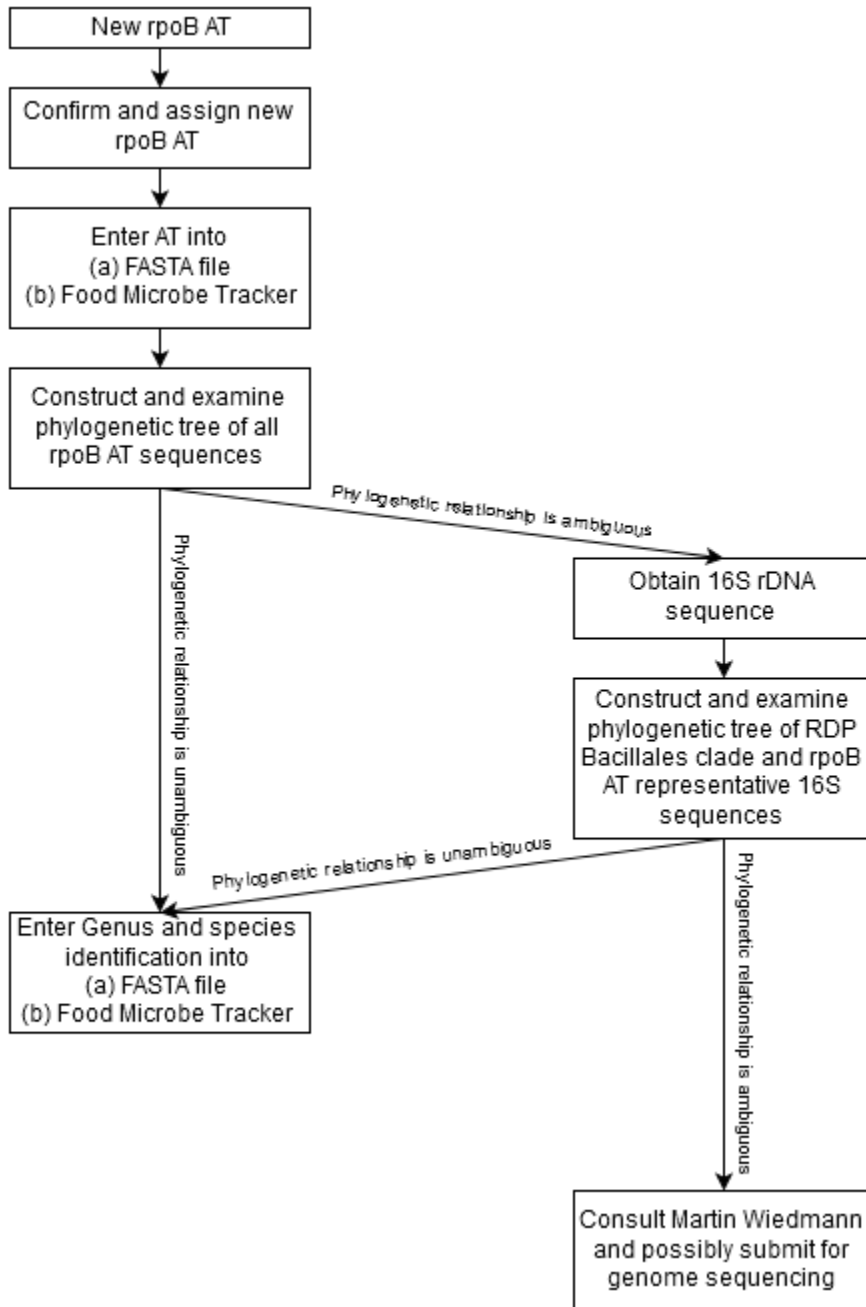 New rpoB AT
Confirm and assign new
rpoB AT
Enter AT into
(a) FASTA file
(b) Food Microbe Tracker
Construct and examine
phylogenetic tree of all
rpoB AT sequences
Phylogenetic relationship is ambiguous
Phylogenetic relationship is unambiguous
Obtain 16S rDNA
sequence
Construct and examine
phylogenetic tree of RDP
Bacillales clade and rpoB
AT representative 16S
sequences
Phylogenetic relationship is unambiguous
Phylogenetic relationship is ambiguous
Enter Genus and species
identification into
(a) FASTA file
(b) Food Microbe Tracker
Consult Martin Wiedmann
and possibly submit for
genome sequencing